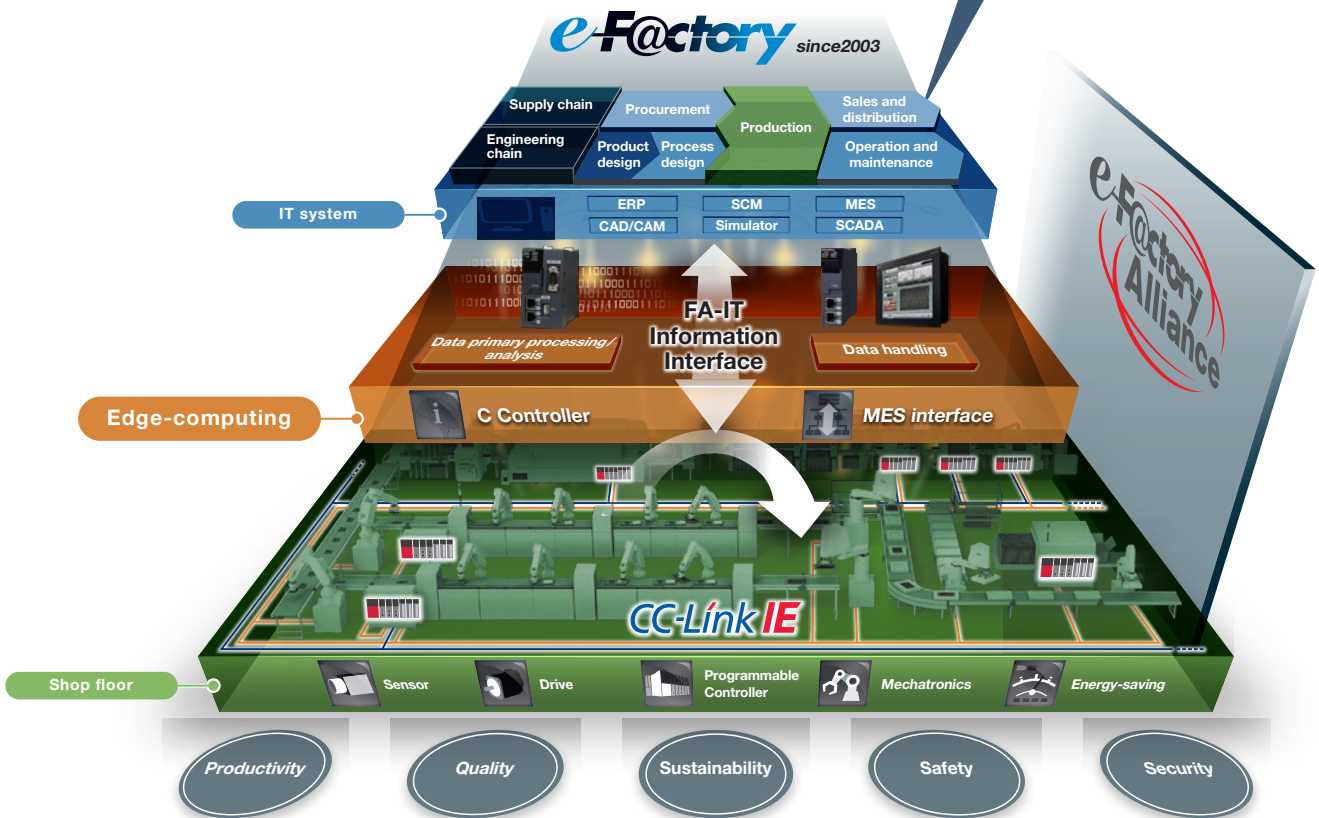 e-F@ctory since2003
Supply chain
Procurement
Production
Sales and
distribution
Engineering
chain
Product
design
Process
design
Operation and
maintenance
IT system
ERP
SCM
MES
CAD/CAM
Simulator
SCADA
e-F@ctory
Alliance
FA-IT
Information
Interface
Data primary processing/
analysis
Data handling
Edge-computing
C Controller
MES interface
CC-Link IE
Shop floor
Sensor
Drive
Programmable
Controller
Mechatronics
Energy-saving
Productivity
Quality
Sustainability
Safety
Security